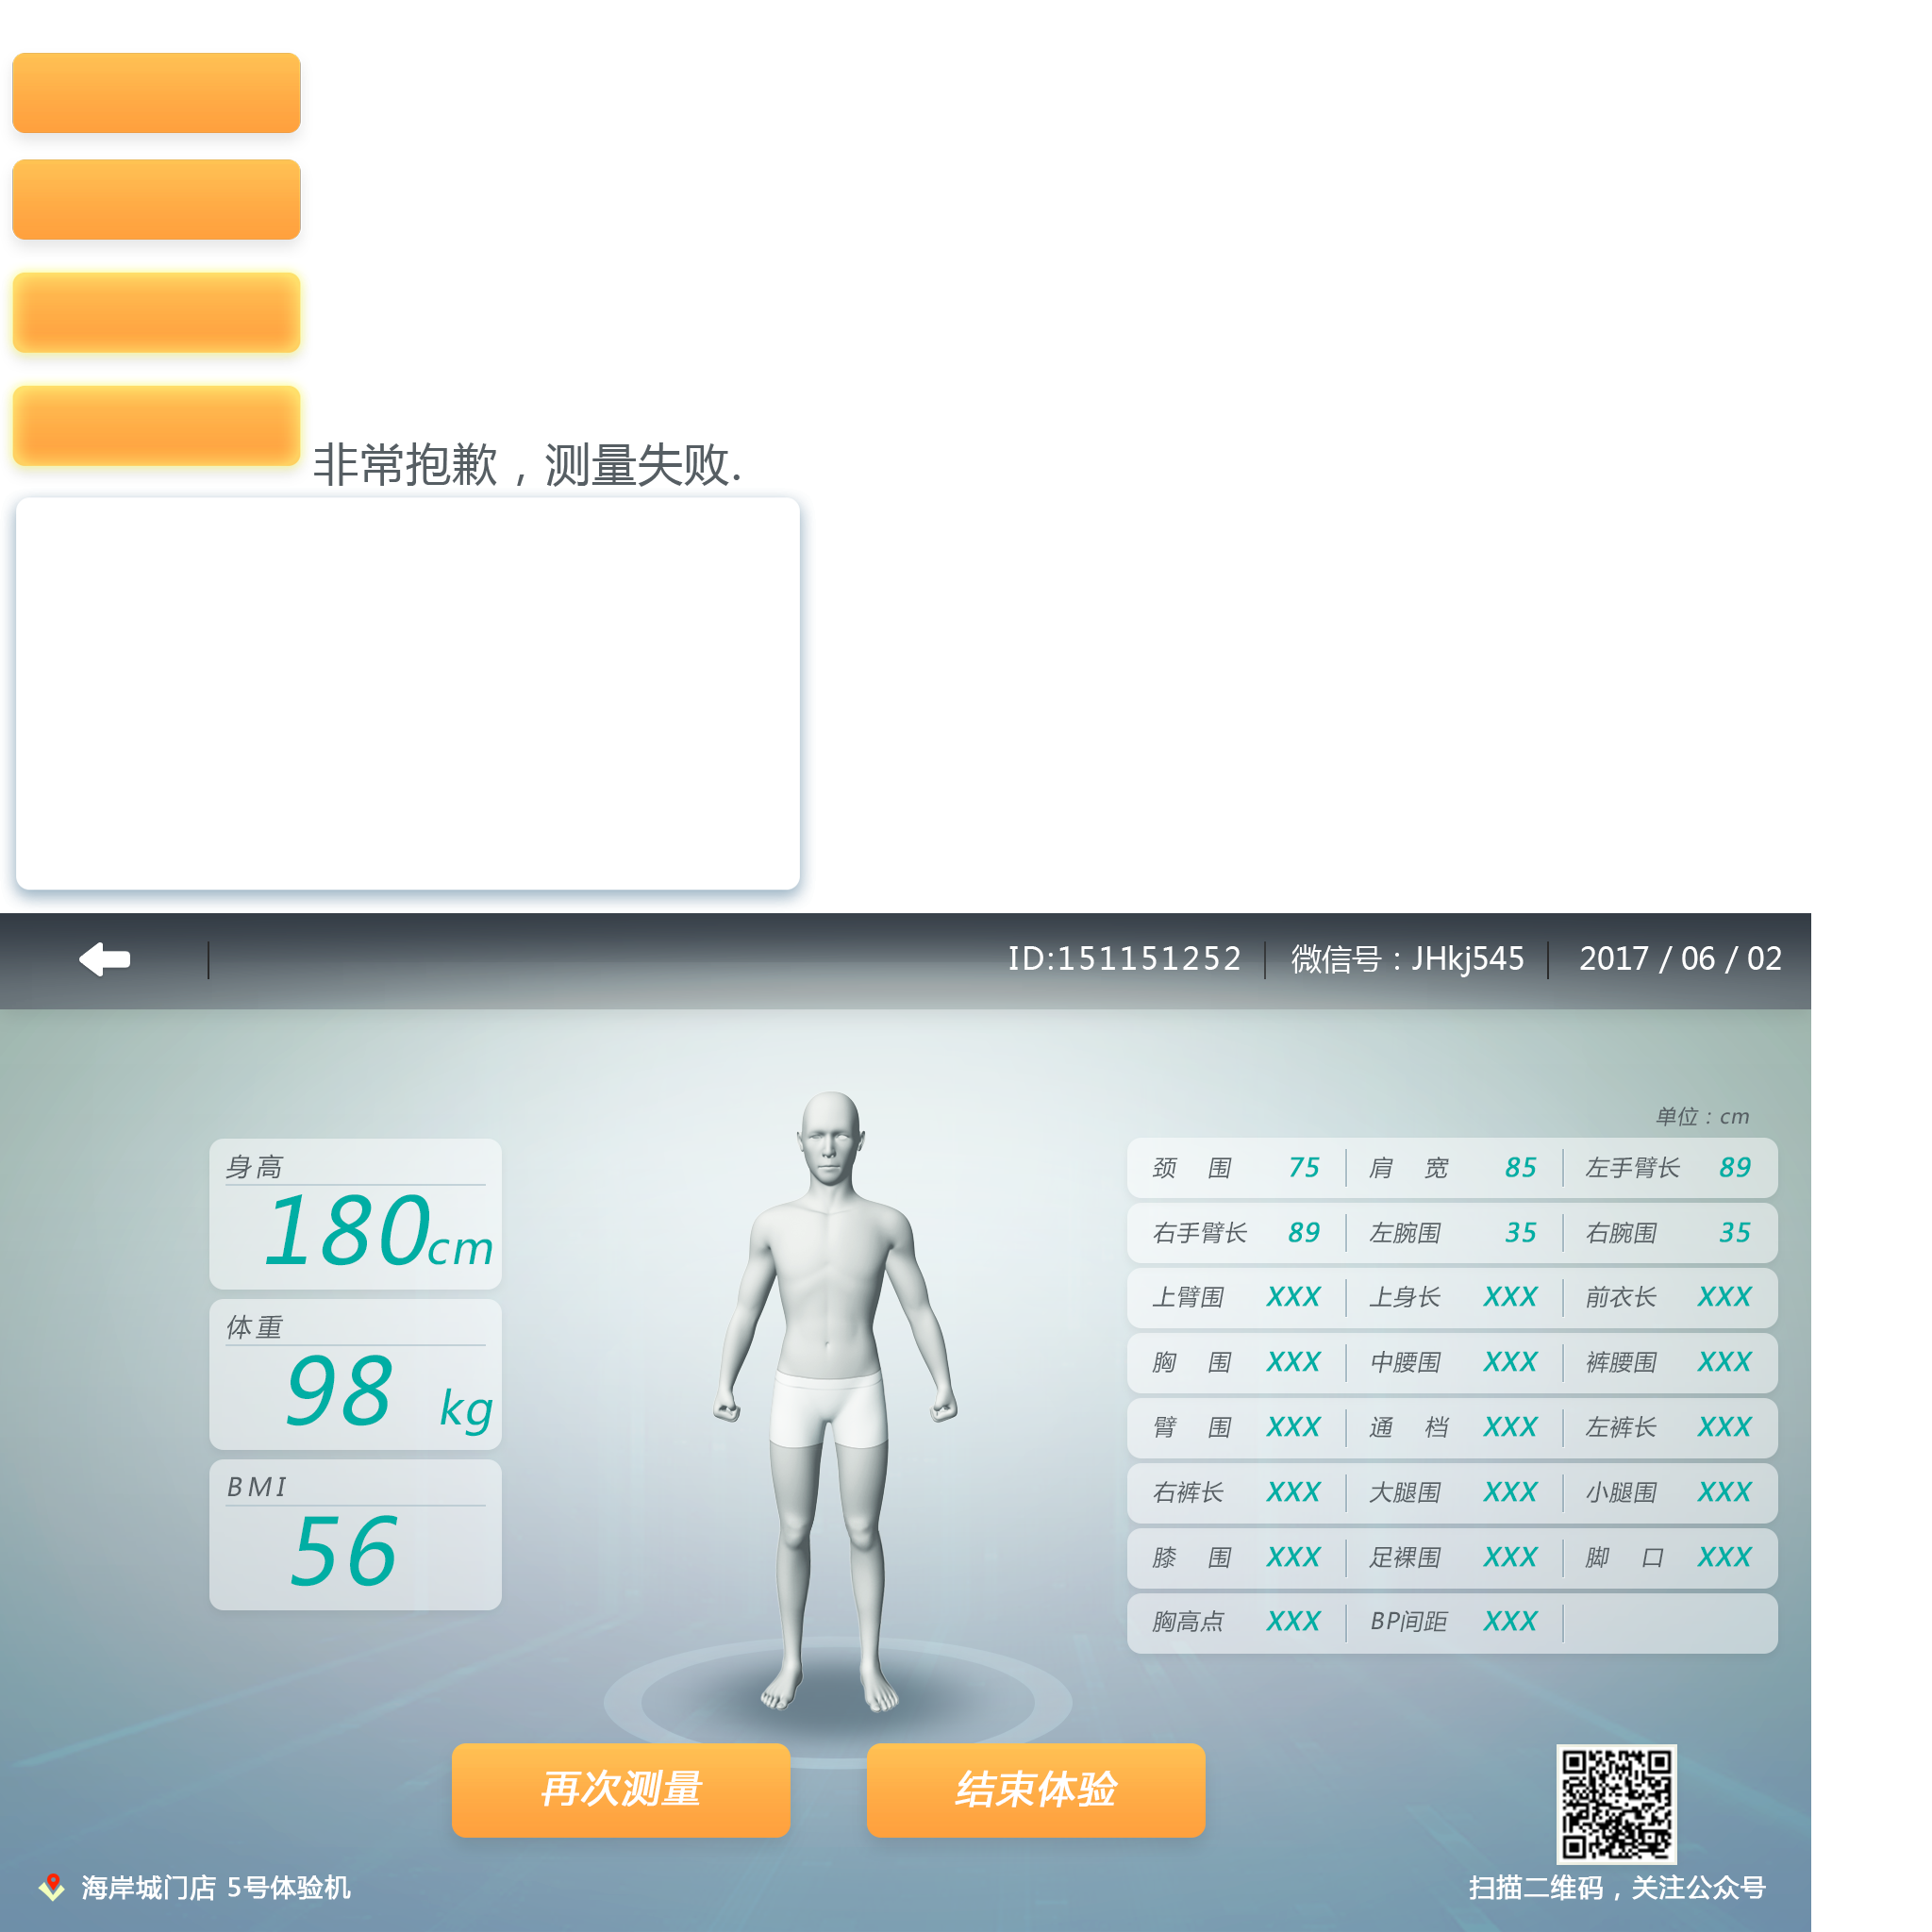 非常抱歉，测量失败.
ID:151151252 微信号：JHkj545 2017 / 06 / 02
单位：cm
身高
180cm
体重
98 kg
BMI
56
颈 围 75 肩 宽 85 左手臂长 89
右手臂长 89 左腕围 35 右腕围 35
上臂围 XXX 上身长 XXX 前衣长 XXX
胸 围 XXX 中腰围 XXX 裤腰围 XXX
臂 围 XXX 通 档 XXX 左裤长 XXX
右裤长 XXX 大腿围 XXX 小腿围 XXX
膝 围 XXX 足裸围 XXX 脚 口 XXX
胸高点 XXX BP间距 XXX
再次测量 结束体验
海岸城门店 5号体验机
扫描二维码，关注公众号